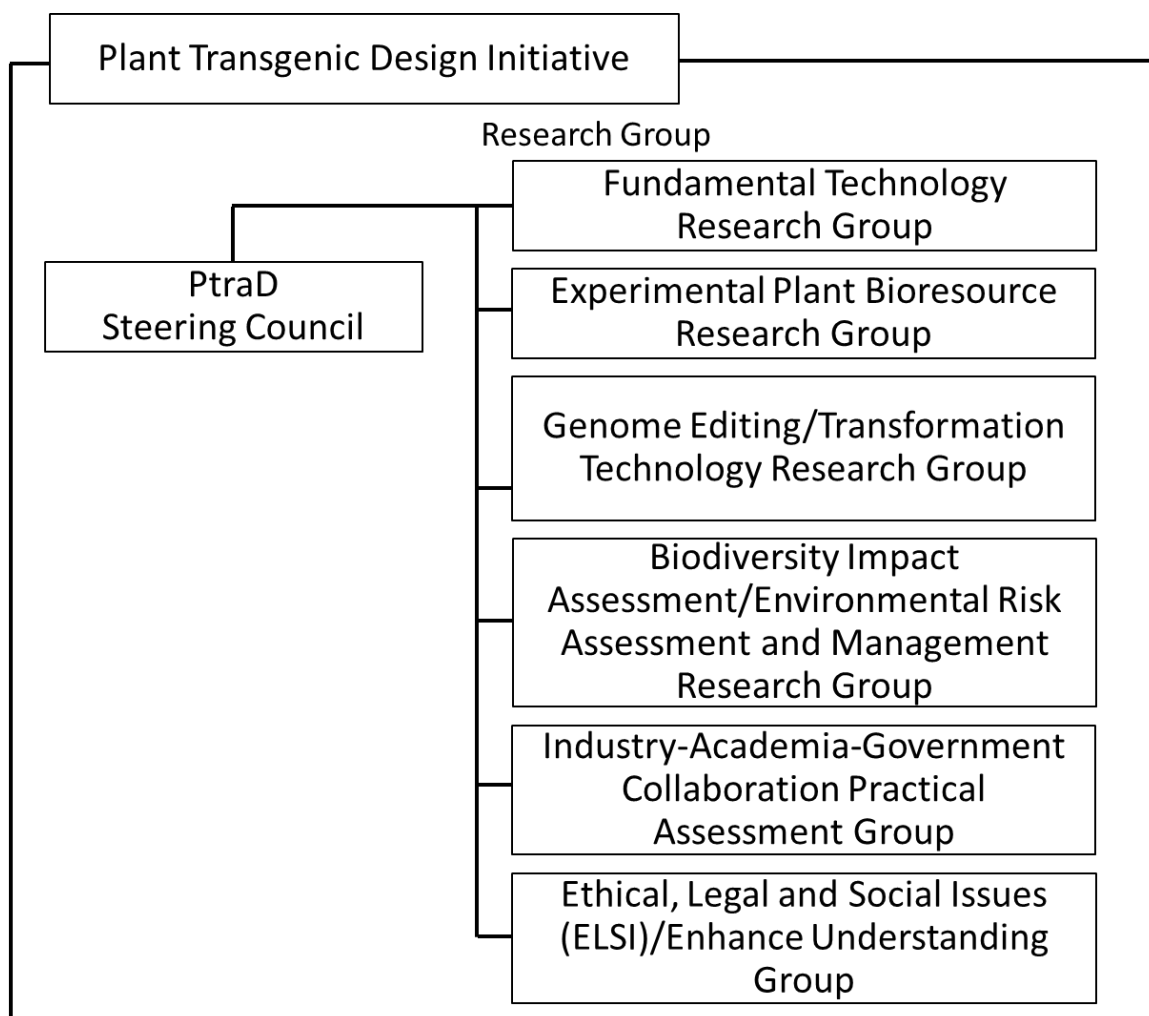 Plant Transgenic Design Initiative
Research Group
Fundamental Technology
Research Group
PtraD
Steering Council
Experimental Plant Bioresource
Research Group
Genome Editing/Transformation
Technology Research Group
Biodiversity Impact
Assessment/Environmental Risk
Assessment and Management
Research Group
Industry-Academia-Government
Collaboration Practical
Assessment Group
Ethical, Legal and Social Issues
(ELSI)/Enhance Understanding
Group